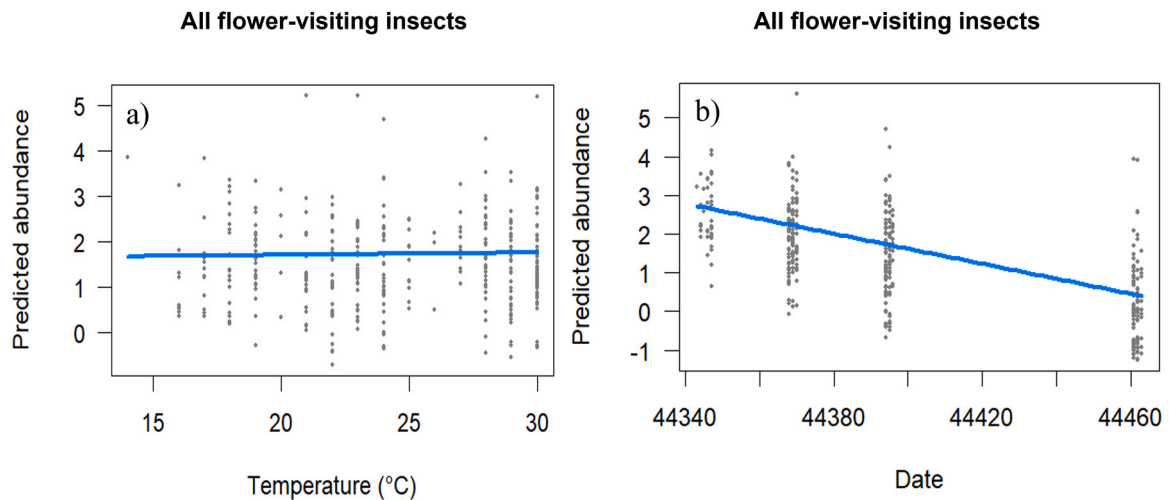 All flower-visiting insects
a)
Predicted abundance
5
4
3
2
1
0
15 20 25 30
Temperature (°C)
All flower-visiting insects
b)
Predicted abundance
5
4
3
2
1
0
-1
44340 44380 44420 44460
Date